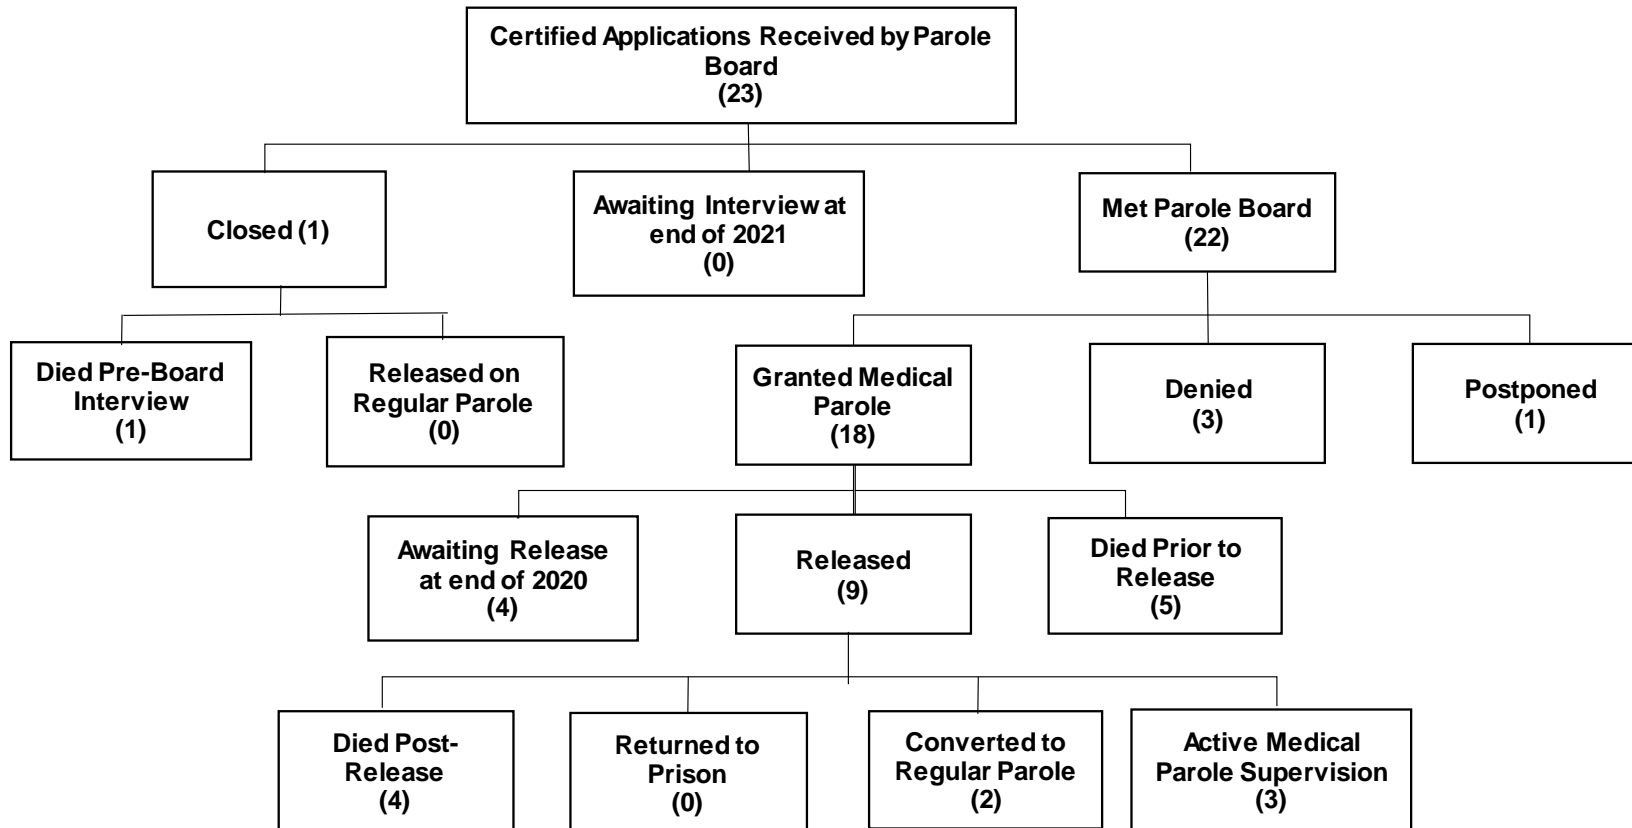 Certified Applications Received by Parole
Board
(23)
Closed (1)
Awaiting Interview at
end of 2021
(0)
Met Parole Board
(22)
Died Pre-Board
Interview
(1)
Released on
Regular Parole
(0)
Granted Medical
Parole
(18)
Denied
(3)
Postponed
(1)
Awaiting Release
at end of 2020
(4)
Released
(9)
Died Prior to
Release
(5)
Died Post-
Release
(4)
Returned to
Prison
(0)
Converted to
Regular Parole
(2)
Active Medical
Parole Supervision
(3)